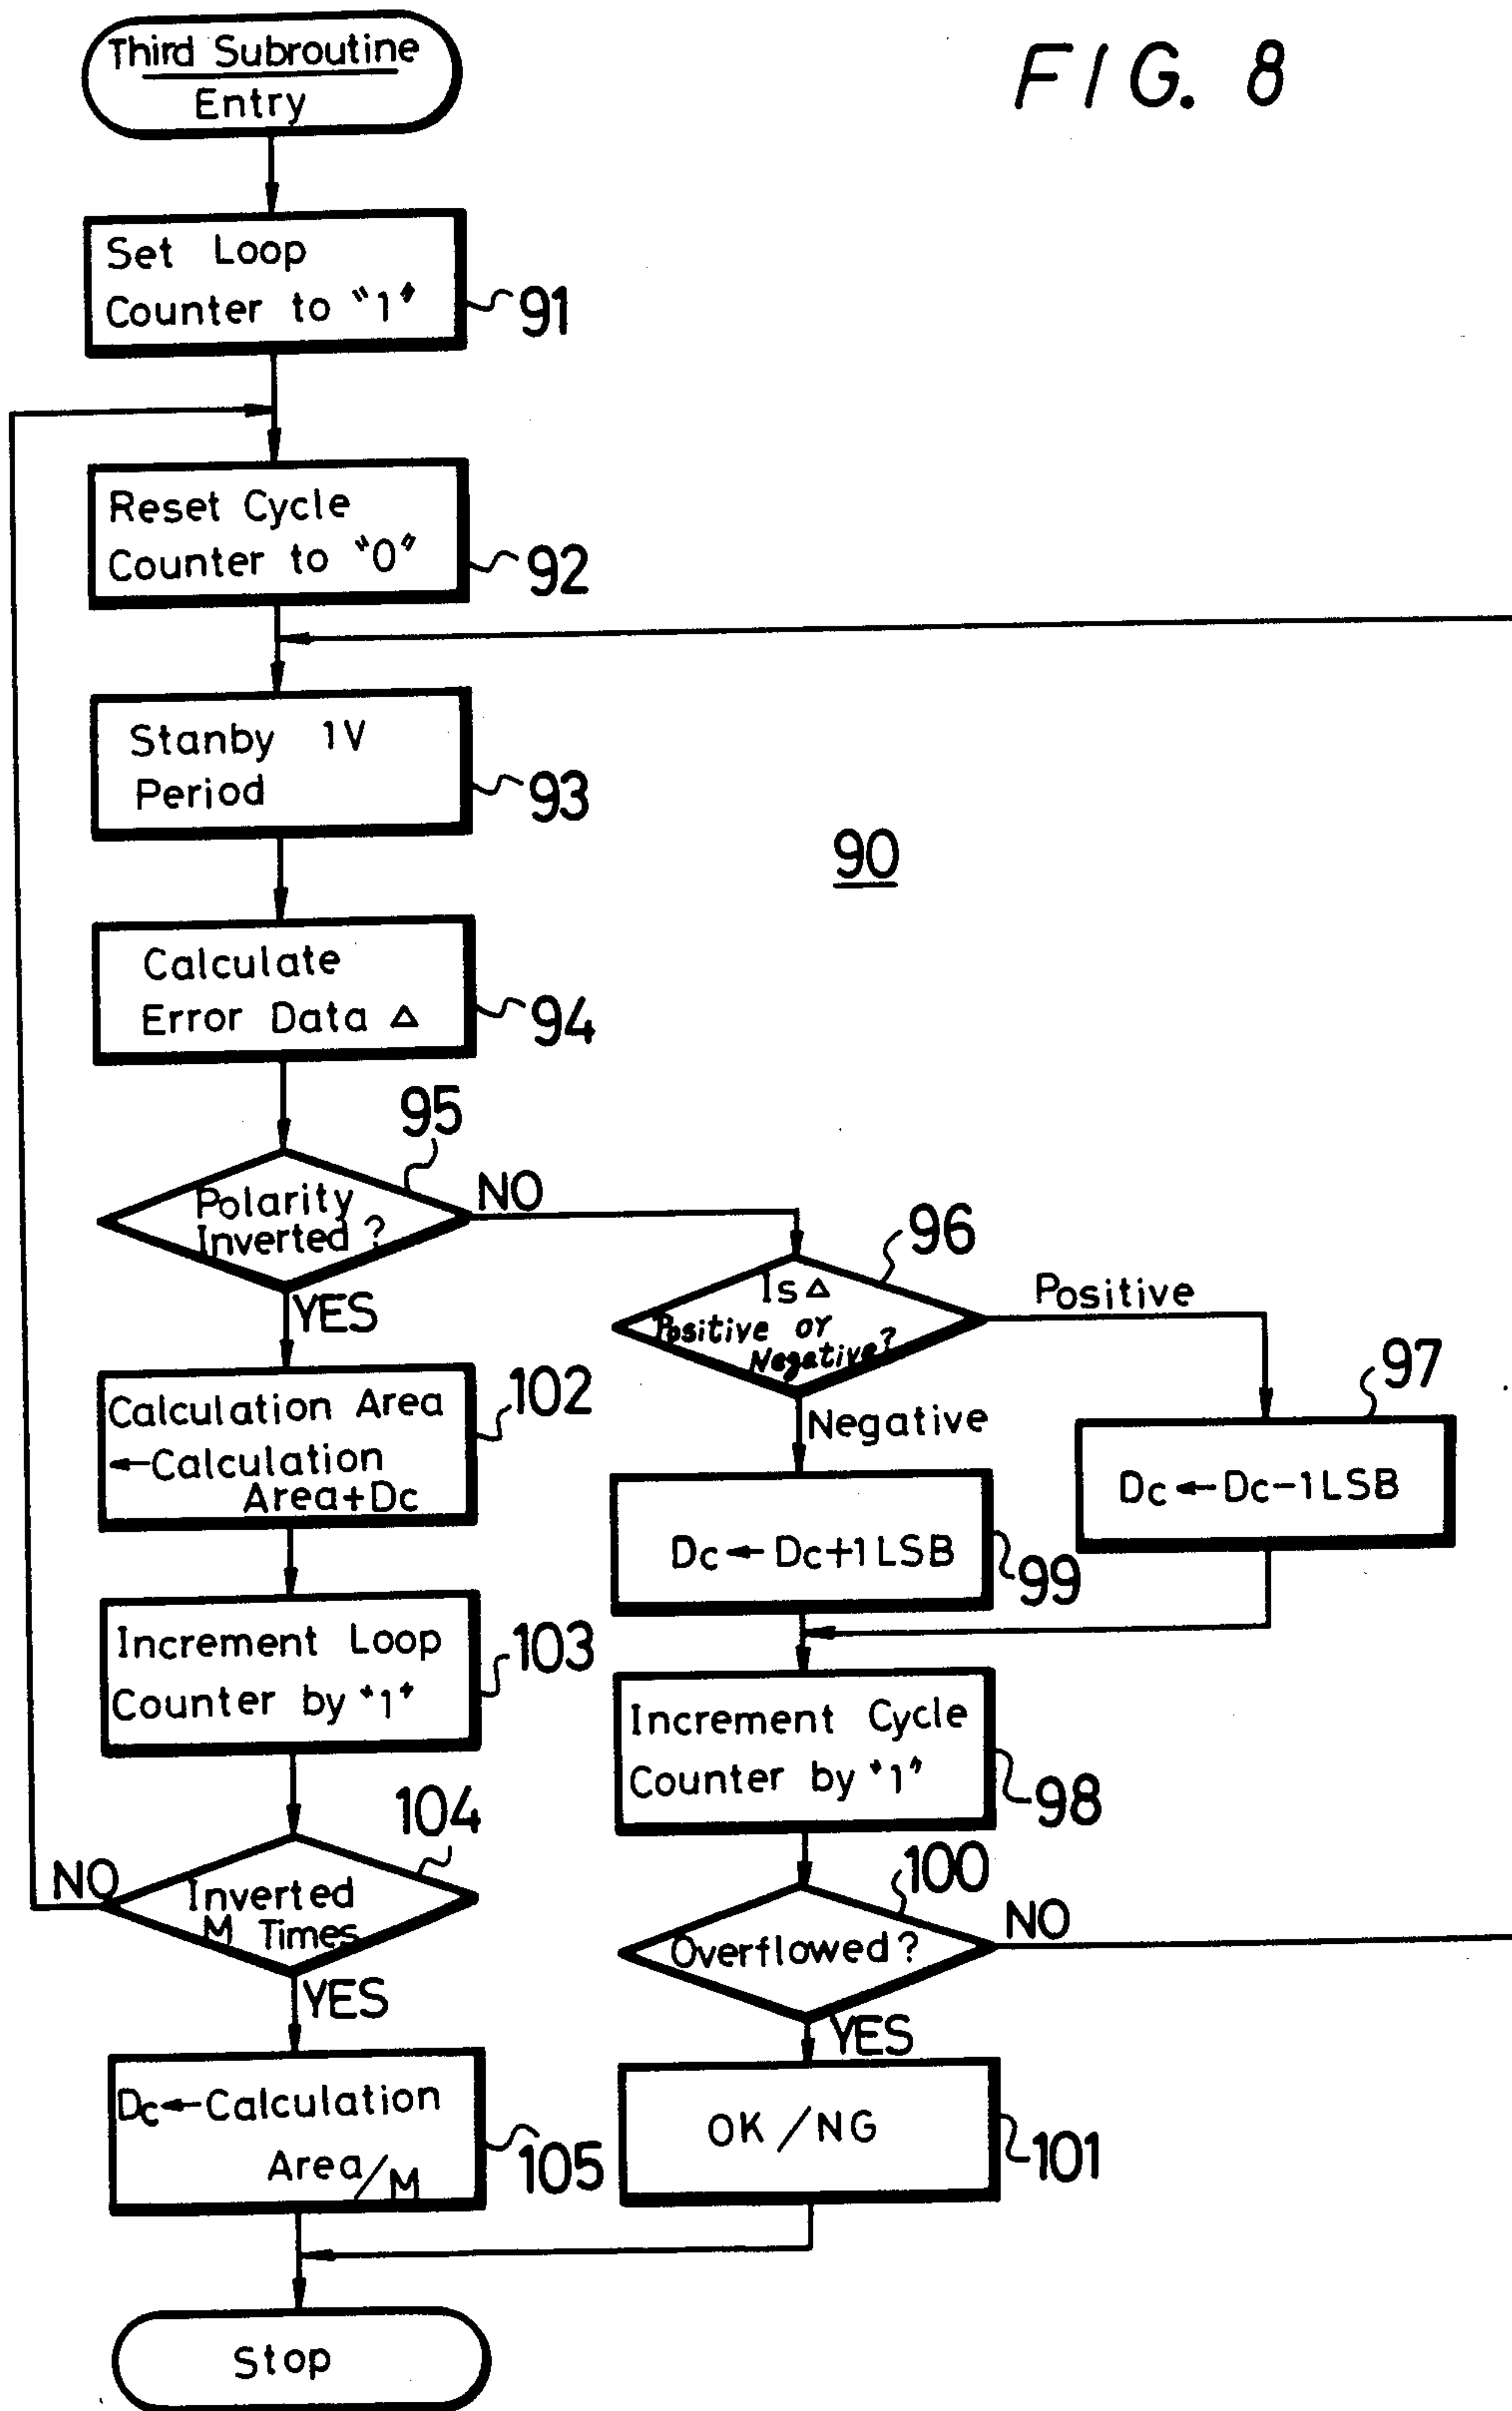 FIG. 8
Third Subroutine
Entry
Set Loop
Counter to "1"
91
Reset Cycle
Counter to "0"
92
Stanby 1V
Period
93
90
Calculate
Error Data Δ
94
95
Polarity
Inverted?
NO
YES
96
Is Δ
Positive or
Negative?
Positive
Negative
97
Dc←Dc-1LSB
102
Calculation Area
←Calculation
Area+Dc
Dc←Dc+1LSB
99
Increment Loop
Counter by "1"
103
Increment Cycle
Counter by "1"
98
104
Inverted
M Times
NO
YES
100
Overflowed?
NO
YES
Dc←Calculation
Area/M
105
OK/NG
101
Stop